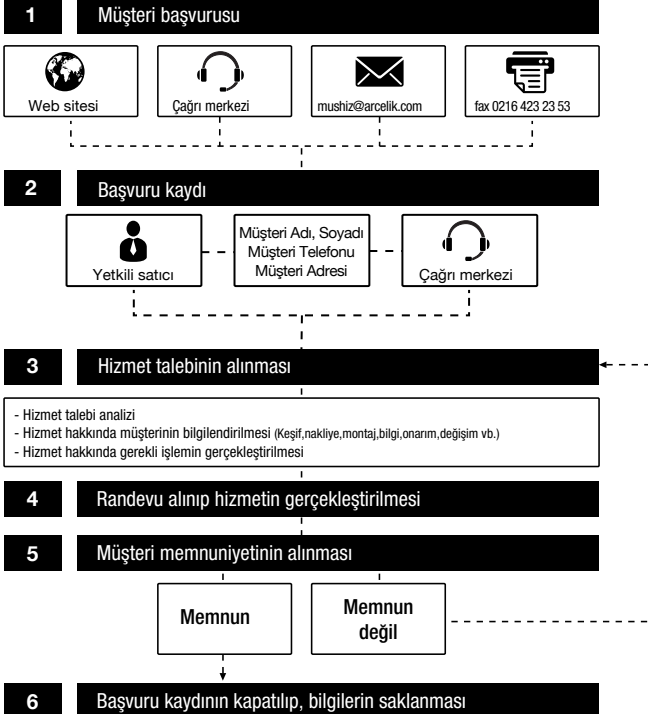 1 Müşteri başvurusu
Web sitesi
Çağrı merkezi
mushiz@arcelik.com
fax 0216 423 23 53
2 Başvuru kaydı
Yetkili satıcı
Müşteri Adı, Soyadı
Müşteri Telefonu
Müşteri Adresi
Çağrı merkezi
3 Hizmet talebinin alınması
- Hizmet talebi analizi
- Hizmet hakkında müşterinin bilgilendirilmesi (Keşif,nakliye,montaj,bilgi,onarım,değişim vb.)
- Hizmet hakkında gerekli işlemin gerçekleştirilmesi
4 Randevu alınıp hizmetin gerçekleştirilmesi
5 Müşteri memnuniyetinin alınması
Memnun
Memnun
değil
6 Başvuru kaydının kapatılıp, bilgilerin saklanması